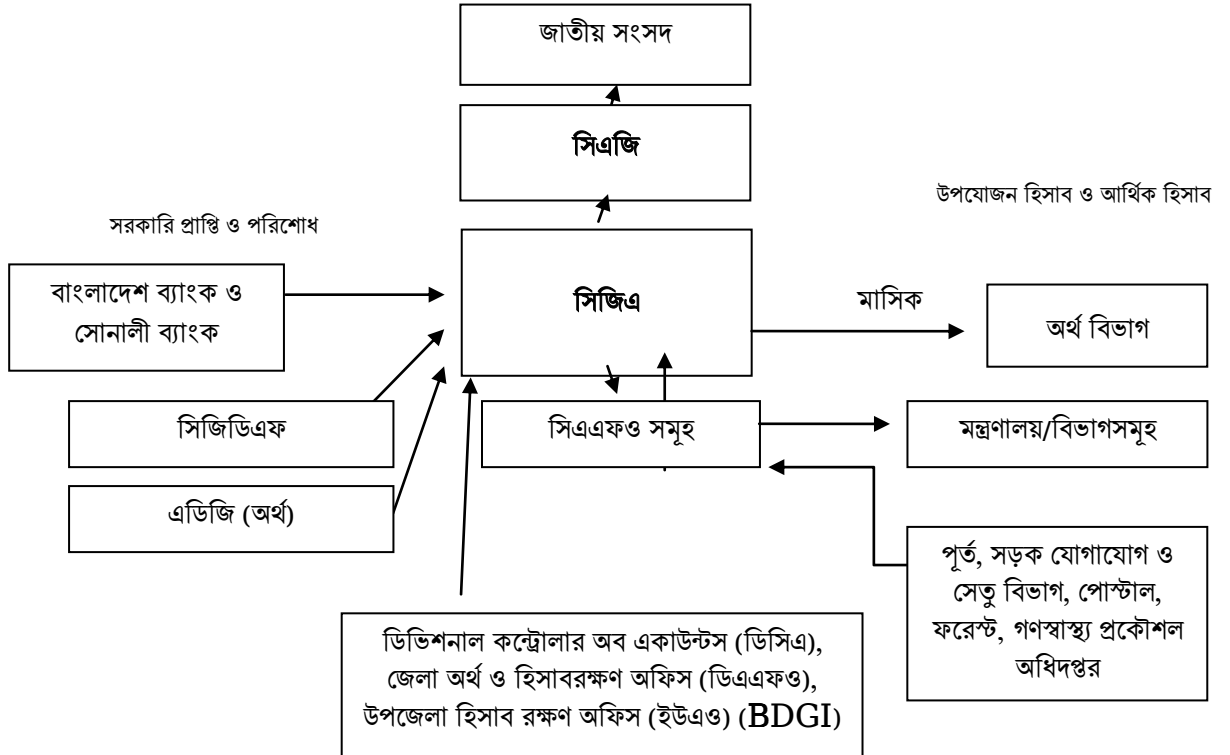 জাতীয় সংসদ
সিএজি
উপযোজন হিসাব ও আর্থিক হিসাব
সরকারি প্রাপ্তি ও পরিশোধ
বাংলাদেশ ব্যাংক ও
সোনালী ব্যাংক
সিজিএ
মাসিক
অর্থ বিভাগ
সিজিডিএফ
সিএএফও সমূহ
মন্ত্রণালয়/বিভাগসমূহ
এডিজি (অর্থ)
পূর্ত, সড়ক যোগাযোগ ও
সেতু বিভাগ, পোস্টাল,
ফরেস্ট, গণস্বাস্থ্য প্রকৌশল
অধিদপ্তর
ডিভিশনাল কন্ট্রোলার অব একাউন্টস (ডিসিএ),
জেলা অর্থ ও হিসাবরক্ষণ অফিস (ডিএএফও),
উপজেলা হিসাব রক্ষণ অফিস (ইউএও) (BDGI)